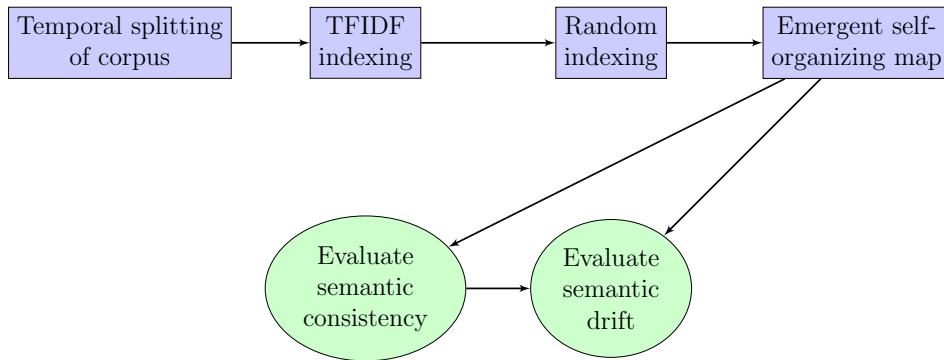 Temporal splitting
of corpus
TFIDF
indexing
Random
indexing
Emergent self-
organizing map
Evaluate
semantic
consistency
Evaluate
semantic
drift